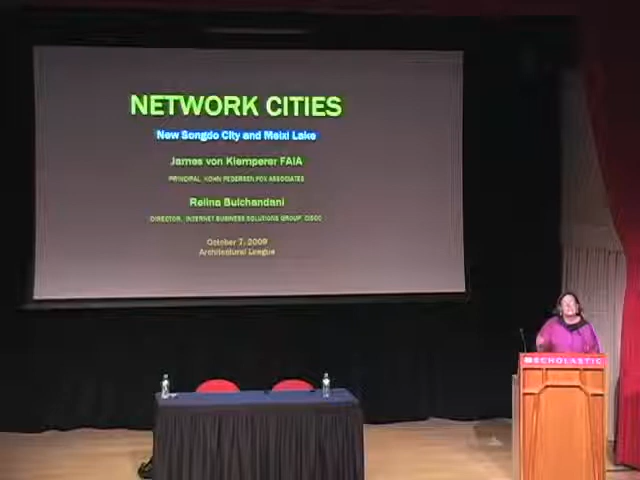 NETWORK CITIES
New Songdo City and Meixi Lake
James von Klemperer FAIA
PRINCIPAL, KOHN PEDERSEN FOX ASSOCIATES
Relina Bulchandani
DIRECTOR, INTERNET BUSINESS SOLUTIONS GROUP, CISCO
October 7, 2009
Architectural League
SCHOLASTIC